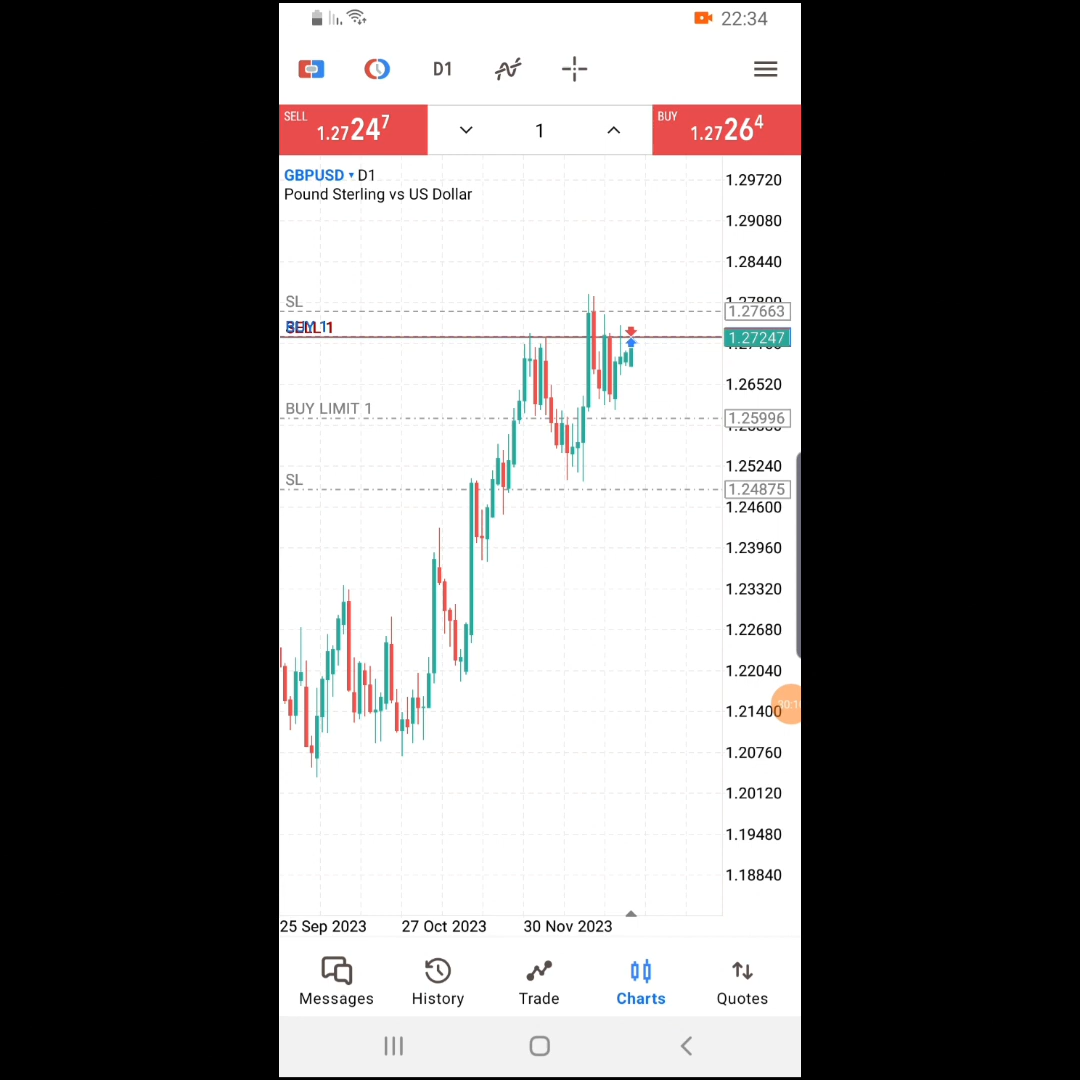 22:34
D1
SELL 1.27247
1
BUY 1.27264
GBPUSD D1
Pound Sterling vs US Dollar
1.29720
1.29080
1.28440
SL
1.27663
1.27247
1.26520
BUY LIMIT 1
1.25996
1.25240
SL
1.24875
1.24600
1.23960
1.23320
1.22680
1.22040
1.21400
1.20760
1.20120
1.19480
1.18840
25 Sep 2023 27 Oct 2023 30 Nov 2023
Messages History Trade Charts Quotes